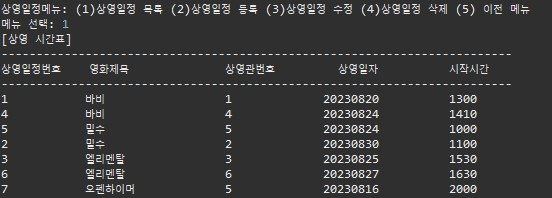 상영일정메뉴: (1)상영일정 목록 (2)상영일정 등록 (3)상영일정 수정 (4)상영일정 삭제 (5) 이전 메뉴
메뉴 선택: 1
[상영 시간표]
상영일정번호 영화제목 상영관번호 상영일자 시작시간
1 바비 1 20230820 1300
4 바비 4 20230824 1410
5 밀수 5 20230824 1000
2 밀수 2 20230830 1100
3 엘리멘탈 3 20230825 1530
6 엘리멘탈 6 20230827 1630
7 오펜하이머 5 20230816 2000